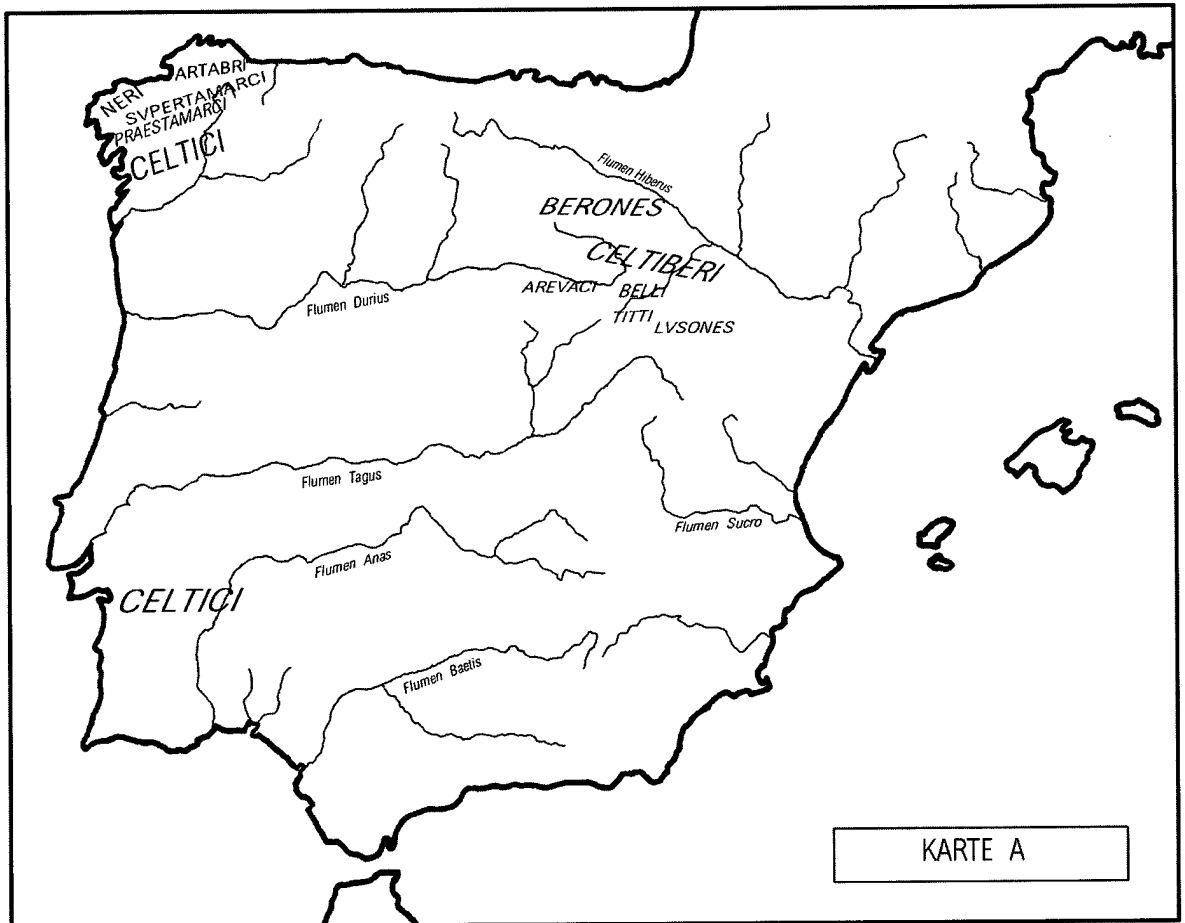 ARTABRI
NERI
SVPERTAMARCI
PRAESTAMARCI
CELTICI
Flumen Hiberus
BERONES
CELTIBERI
AREVACI
BELLI
TITTI
LVSONES
Flumen Durius
Flumen Tagus
Flumen Sucro
Flumen Anas
CELTICI
Flumen Baetis
KARTE A